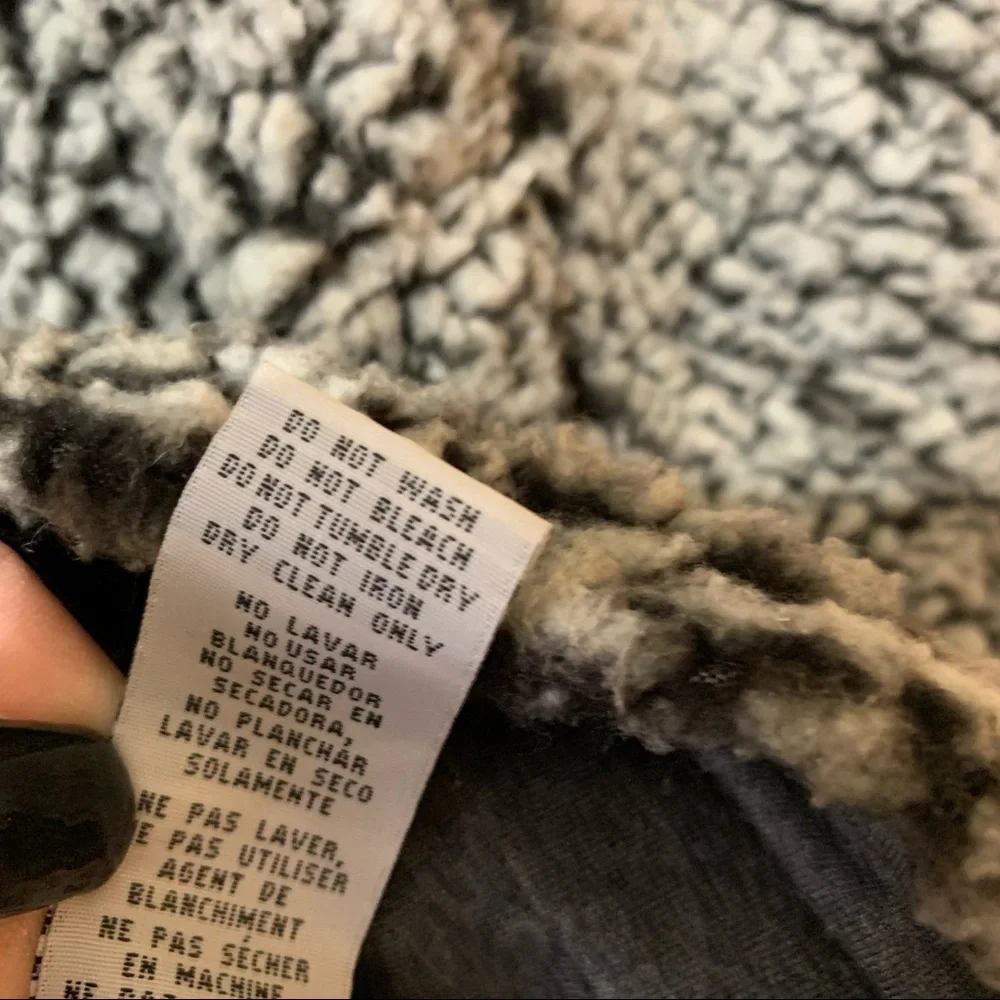 DO NOT WASH
DO NOT BLEACH
DO NOT TUMBLE DRY
DO NOT IRON
DRY CLEAN ONLY
NO LAVAR
NO USAR
BLANQUEDOR
NO SECAR EN
SECADORA,
NO PLANCHAR
LAVAR EN SECO
SOLAMENTE
NE PAS LAVER,
E PAS UTILISER
AGENT DE
BLANCHIMENT
NE PAS SÉCHER
EN MACHINE
NE PAS